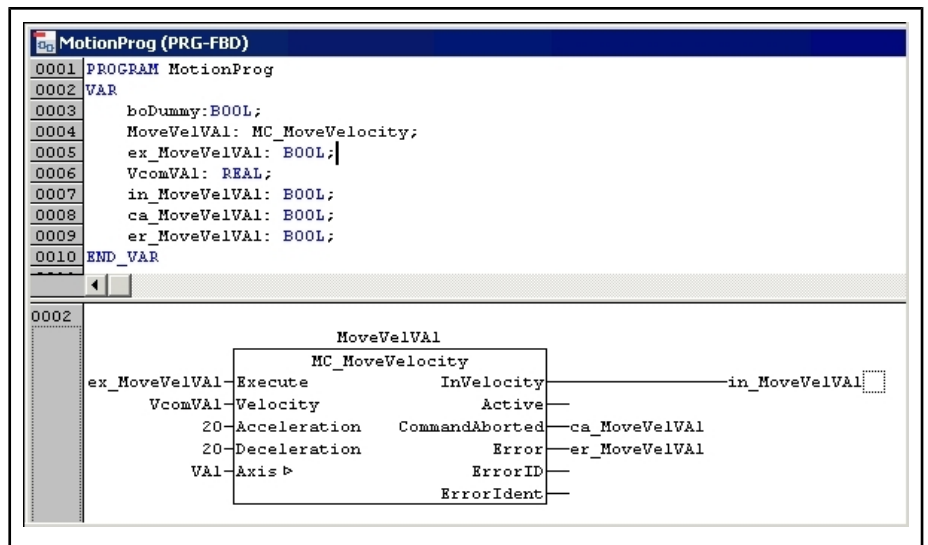 MotionProg (PRG-FBD)
0001 PROGRAM MotionProg
0002 VAR
0003 boDummy:BOOL;
0004 MoveVelVA1: MC_MoveVelocity;
0005 ex_MoveVelVA1: BOOL;
0006 VcomVA1: REAL;
0007 in_MoveVelVA1: BOOL;
0008 ca_MoveVelVA1: BOOL;
0009 er_MoveVelVA1: BOOL;
0010 END_VAR
0002
MoveVelVA1
MC_MoveVelocity
ex_MoveVelVA1 Execute InVelocity in_MoveVelVA1
VcomVA1 Velocity Active
20 Acceleration CommandAborted ca_MoveVelVA1
20 Deceleration Error er_MoveVelVA1
VA1 Axis ErrorID
ErrorIdent